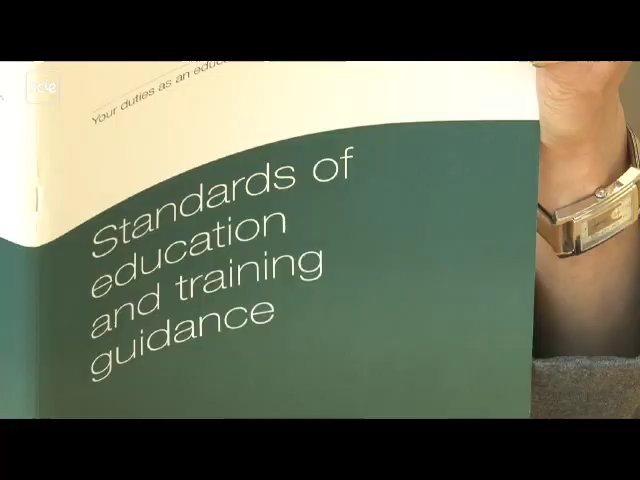 Your duties as an
Standards of
education
and training
guidance